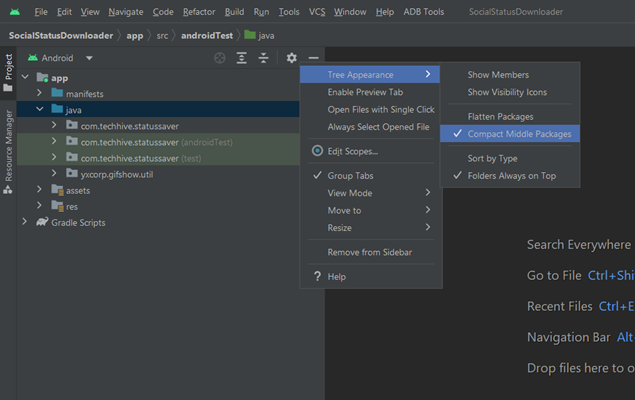 File Edit View Navigate Code Refactor Build Run Tools VCS Window Help ADB Tools SocialStatusDownloader
SocialStatusDownloader app src androidTest java
Project
Resource Manager
Android
app
manifests
java
com.techhive.statussaver
com.techhive.statussaver (androidTest)
com.techhive.statussaver (test)
yxcorp.gifshow.util
assets
res
Gradle Scripts
Tree Appearance
Enable Preview Tab
Open Files with Single Click
Always Select Opened File
Edit Scopes...
Group Tabs
View Mode
Move to
Resize
Remove from Sidebar
? Help
Show Members
Show Visibility Icons
Flatten Packages
Compact Middle Packages
Sort by Type
Folders Always on Top
Search Everywhere
Go to File Ctrl+Shi
Recent Files Ctrl+E
Navigation Bar Alt
Drop files here to o